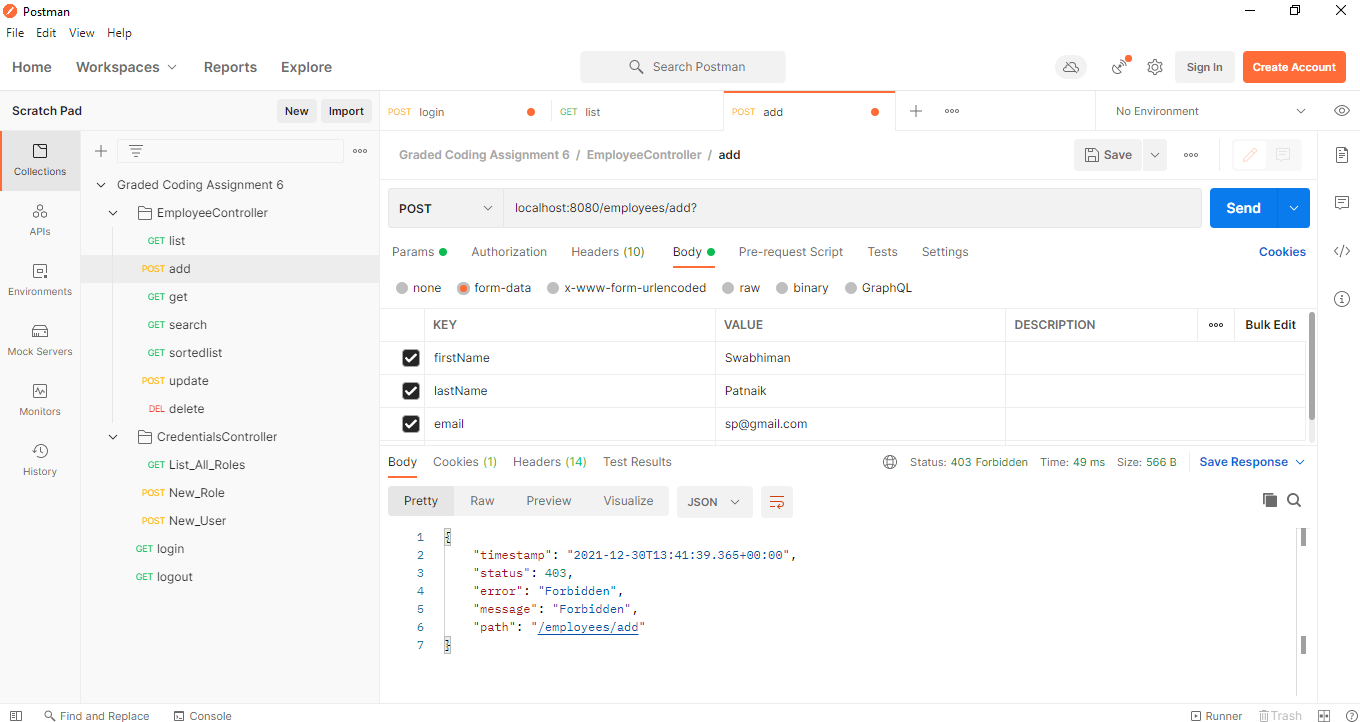 Postman
File Edit View Help
Home Workspaces Reports Explore Search Postman Sign In Create Account
Scratch Pad New Import
POST login GET list POST add No Environment
Collections
APIs
Environments
Mock Servers
Monitors
History
Graded Coding Assignment 6
EmployeeController
GET list
POST add
GET get
GET search
GET sortedlist
POST update
DEL delete
CredentialsController
GET List_All_Roles
POST New_Role
POST New_User
GET login
GET logout
Graded Coding Assignment 6 / EmployeeController / add Save
POST localhost:8080/employees/add? Send
Params Authorization Headers (10) Body Pre-request Script Tests Settings Cookies
none form-data x-www-form-urlencoded raw binary GraphQL
KEY VALUE DESCRIPTION Bulk Edit
firstName Swabhiman
lastName Patnaik
email sp@gmail.com
Body Cookies (1) Headers (14) Test Results Status: 403 Forbidden Time: 49 ms Size: 566 B Save Response
Pretty Raw Preview Visualize JSON
1 {
2 "timestamp": "2021-12-30T13:41:39.365+00:00",
3 "status": 403,
4 "error": "Forbidden",
5 "message": "Forbidden",
6 "path": "/employees/add"
7 }
Find and Replace Console Runner Trash